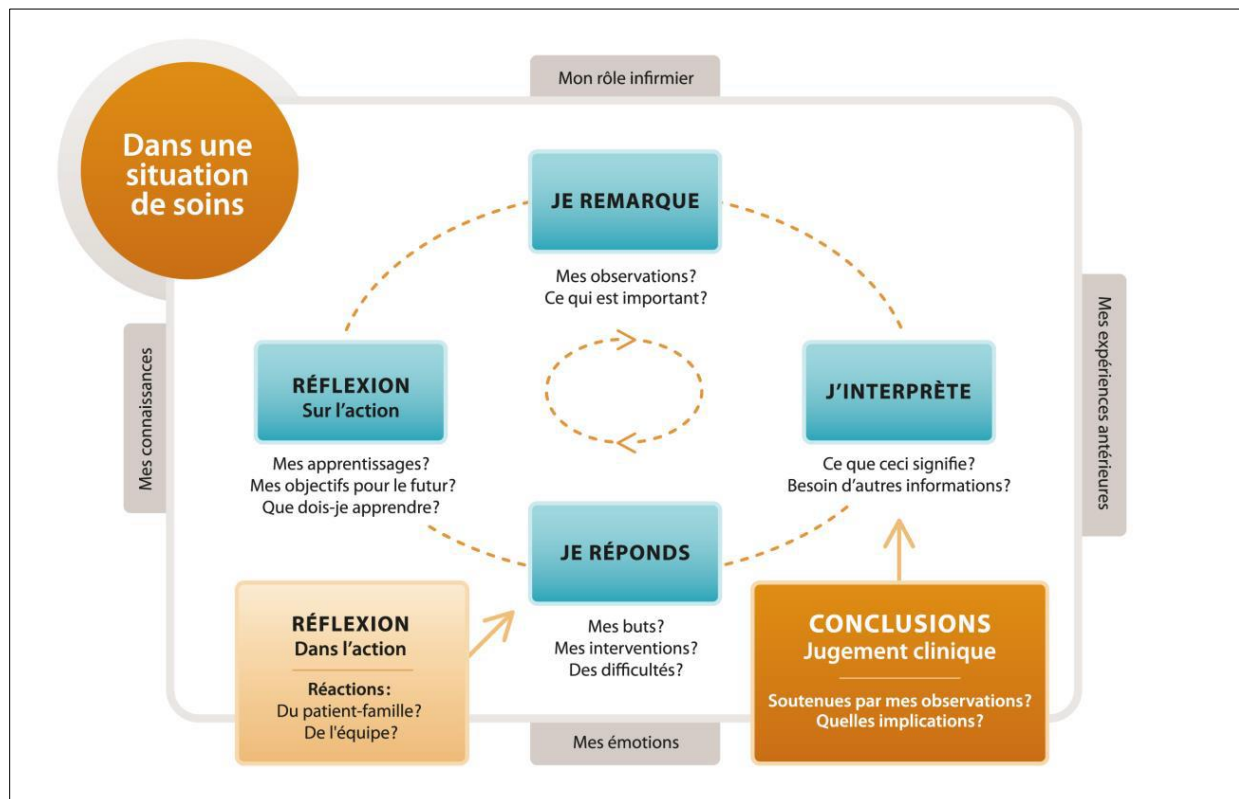 Mon rôle infirmier
Dans une
situation
de soins
JE REMARQUE
Mes observations?
Ce qui est important?
Mes connaissances
RÉFLEXION
Sur l'action
Mes apprentissages?
Mes objectifs pour le futur?
Que dois-je apprendre?
J'INTERPRÈTE
Ce que ceci signifie?
Besoin d'autres informations?
Mes expériences antérieures
JE RÉPONDS
Mes buts?
Mes interventions?
Des difficultés?
RÉFLEXION
Dans l'action
Réactions:
Du patient-famille?
De l'équipe?
CONCLUSIONS
Jugement clinique
Soutenues par mes observations?
Quelles implications?
Mes émotions